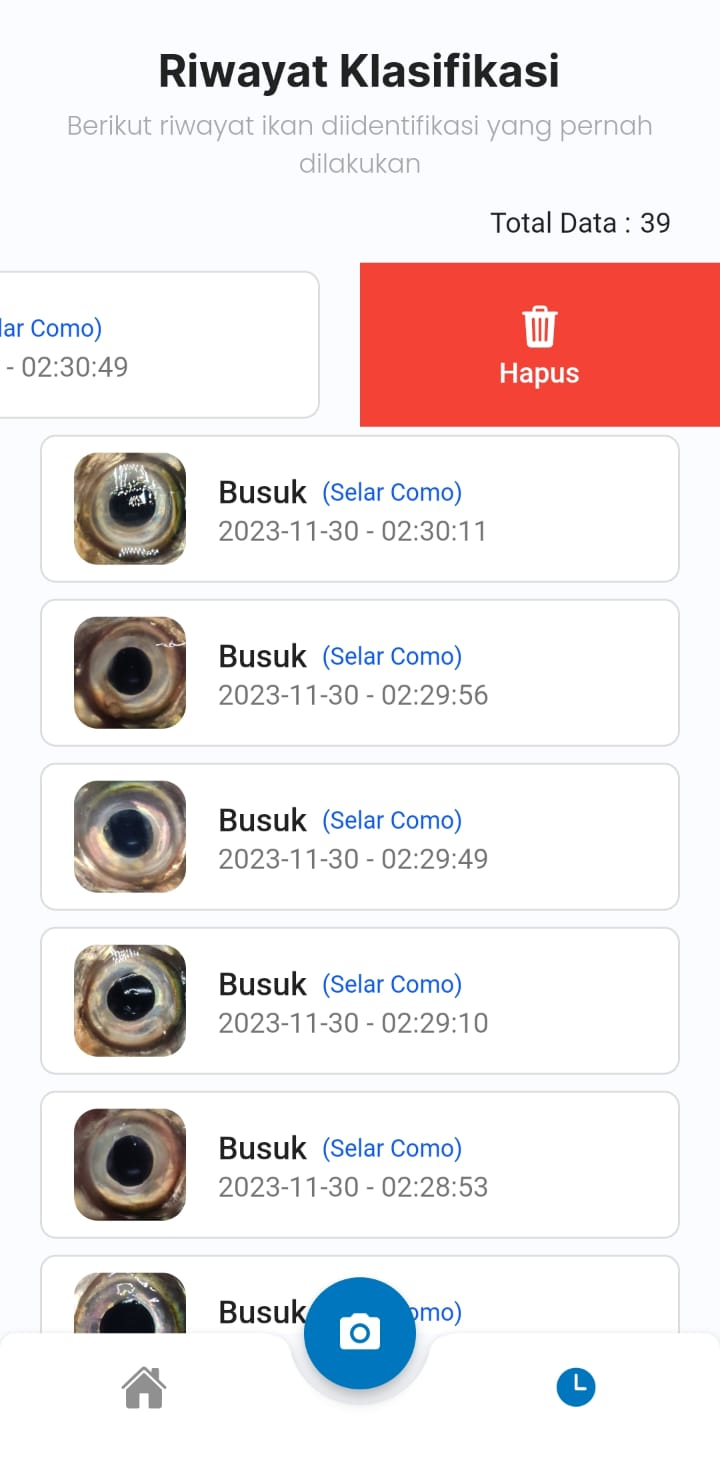 Riwayat Klasifikasi
Berikut riwayat ikan diidentifikasi yang pernah
dilakukan
Total Data : 39
lar Como)
- 02:30:49
Hapus
Busuk (Selar Como)
2023-11-30 - 02:30:11
Busuk (Selar Como)
2023-11-30 - 02:29:56
Busuk (Selar Como)
2023-11-30 - 02:29:49
Busuk (Selar Como)
2023-11-30 - 02:29:10
Busuk (Selar Como)
2023-11-30 - 02:28:53
Busuk omo)